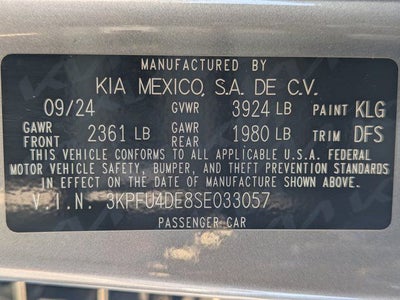 MANUFACTURED BY
KIA MEXICO, S.A. DE C.V.
09/24 GVWR 3924 LB PAINT KLG
GAWR FRONT 2361 LB GAWR REAR 1980 LB TRIM DFS
THIS VEHICLE CONFORMS TO ALL APPLICABLE U.S.A. FEDERAL
MOTOR VEHICLE SAFETY, BUMPER, AND THEFT PREVENTION STANDARDS
IN EFFECT ON THE DATE OF MANUFACTURE SHOWN ABOVE.
V.I.N. 3KPFU4DE8SE033057
PASSENGER CAR